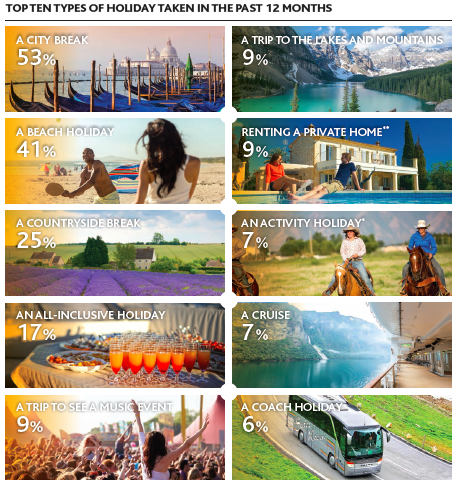 TOP TEN TYPES OF HOLIDAY TAKEN IN THE PAST 12 MONTHS
A CITY BREAK
53%
A BEACH HOLIDAY
41%
A COUNTRYSIDE BREAK
25%
AN ALL-INCLUSIVE HOLIDAY
17%
A TRIP TO SEE A MUSIC EVENT
9%
A TRIP TO THE LAKES AND MOUNTAINS
9%
RENTING A PRIVATE HOME**
9%
AN ACTIVITY HOLIDAY*
7%
A CRUISE
7%
A COACH HOLIDAY
6%